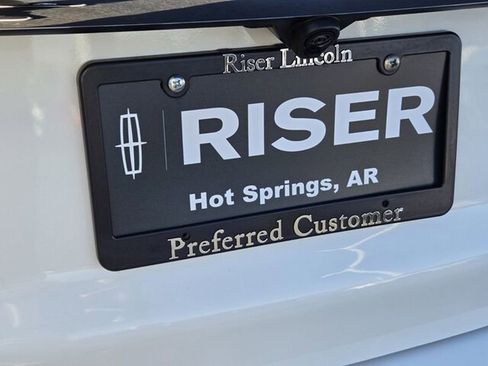 Riser Lincoln
RISER
Hot Springs, AR
Preferred Customer